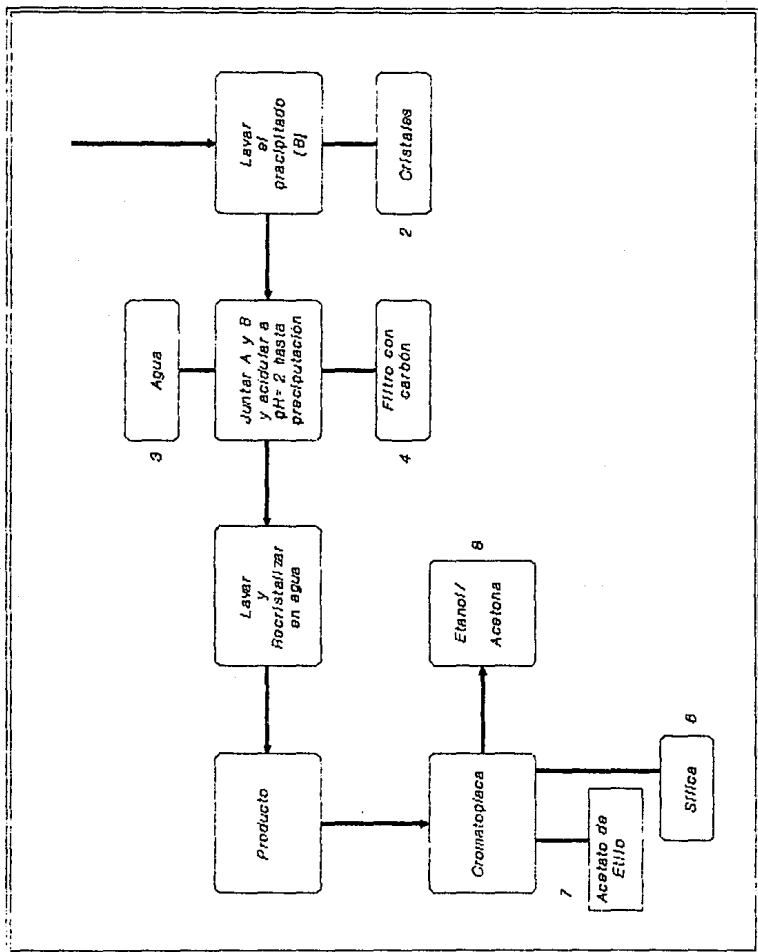 Lavar
el
precipitado
[B]
Cristales
2
Agua
3
Juntar A y B
y acidular a
pH= 2 hasta
preciputación
Filtro con
carbón
4
Lavar
y
Recristalizar
en agua
Producto
Cromatoplaca
Etanol/
Acetona
8
Acetato de
Etilo
7
Sílica
6